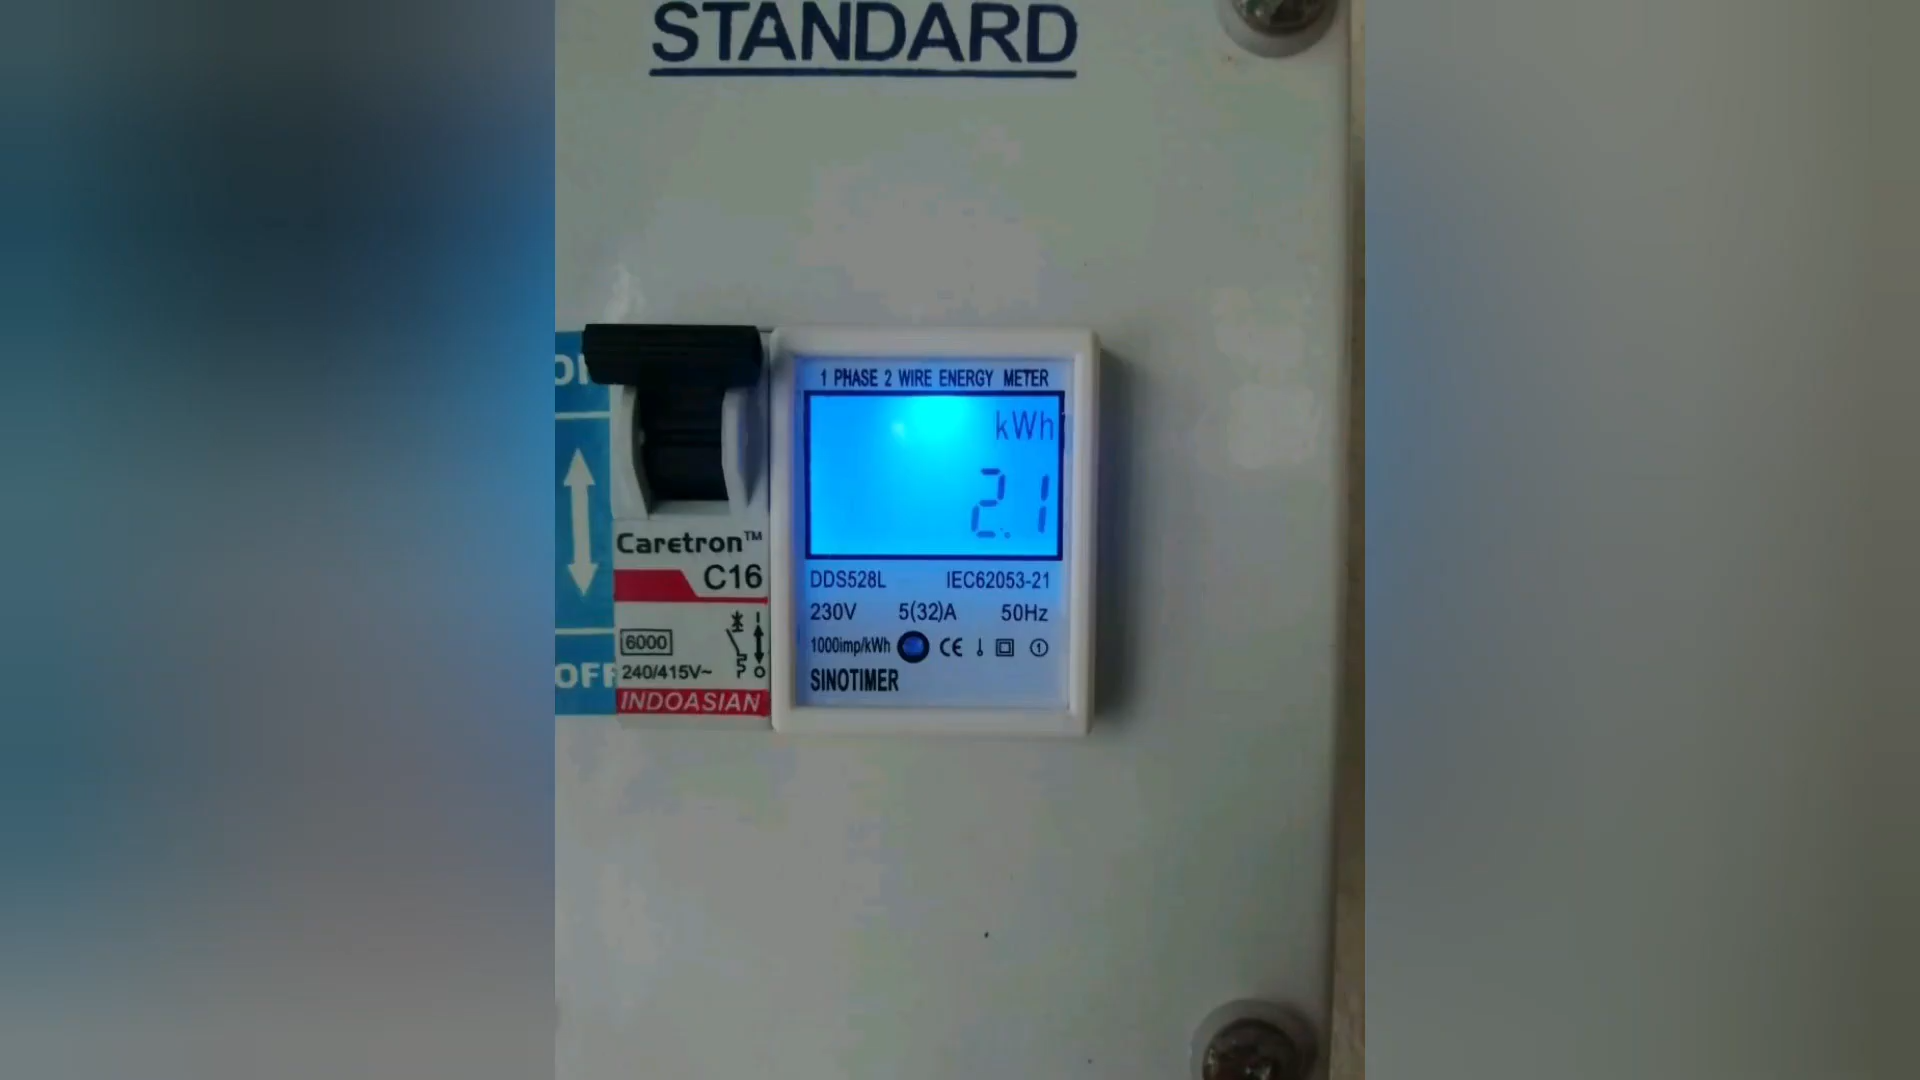 STANDARD
1 PHASE 2 WIRE ENERGY METER
kWh
2.1
Caretron™
C16
6000
240/415V~
INDOASIAN
OFF
DDS528L IEC62053-21
230V 5(32)A 50Hz
1000imp/kWh CE
SINOTIMER